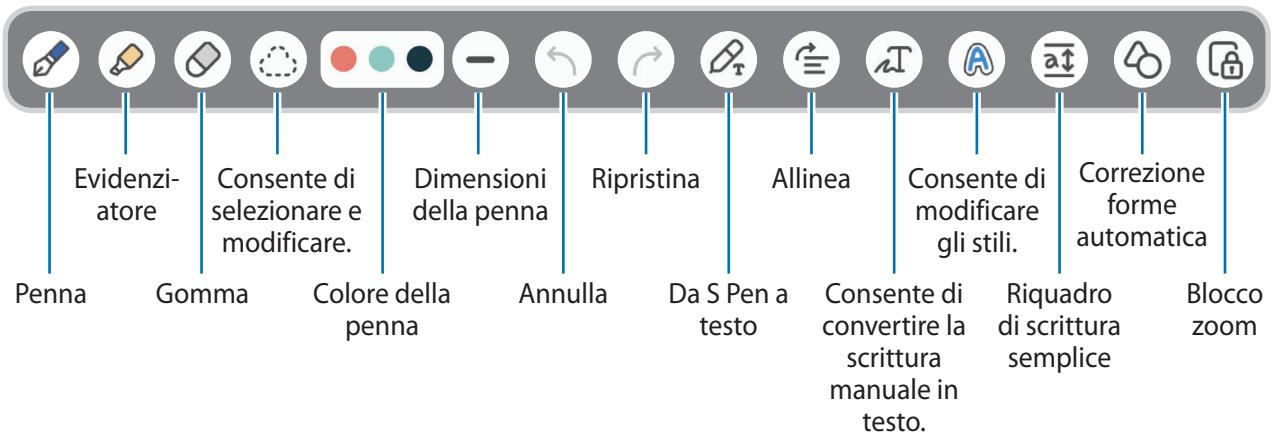 Evidenzi-
atore
Consente di
selezionare e
modificare.
Dimensioni
della penna
Ripristina
Allinea
Consente di
modificare
gli stili.
Correzione
forme
automatica
Penna
Gomma
Colore della
penna
Annulla
Da S Pen a
testo
Consente di
convertire la
scrittura
manuale in
testo.
Riquadro
di scrittura
semplice
Blocco
zoom